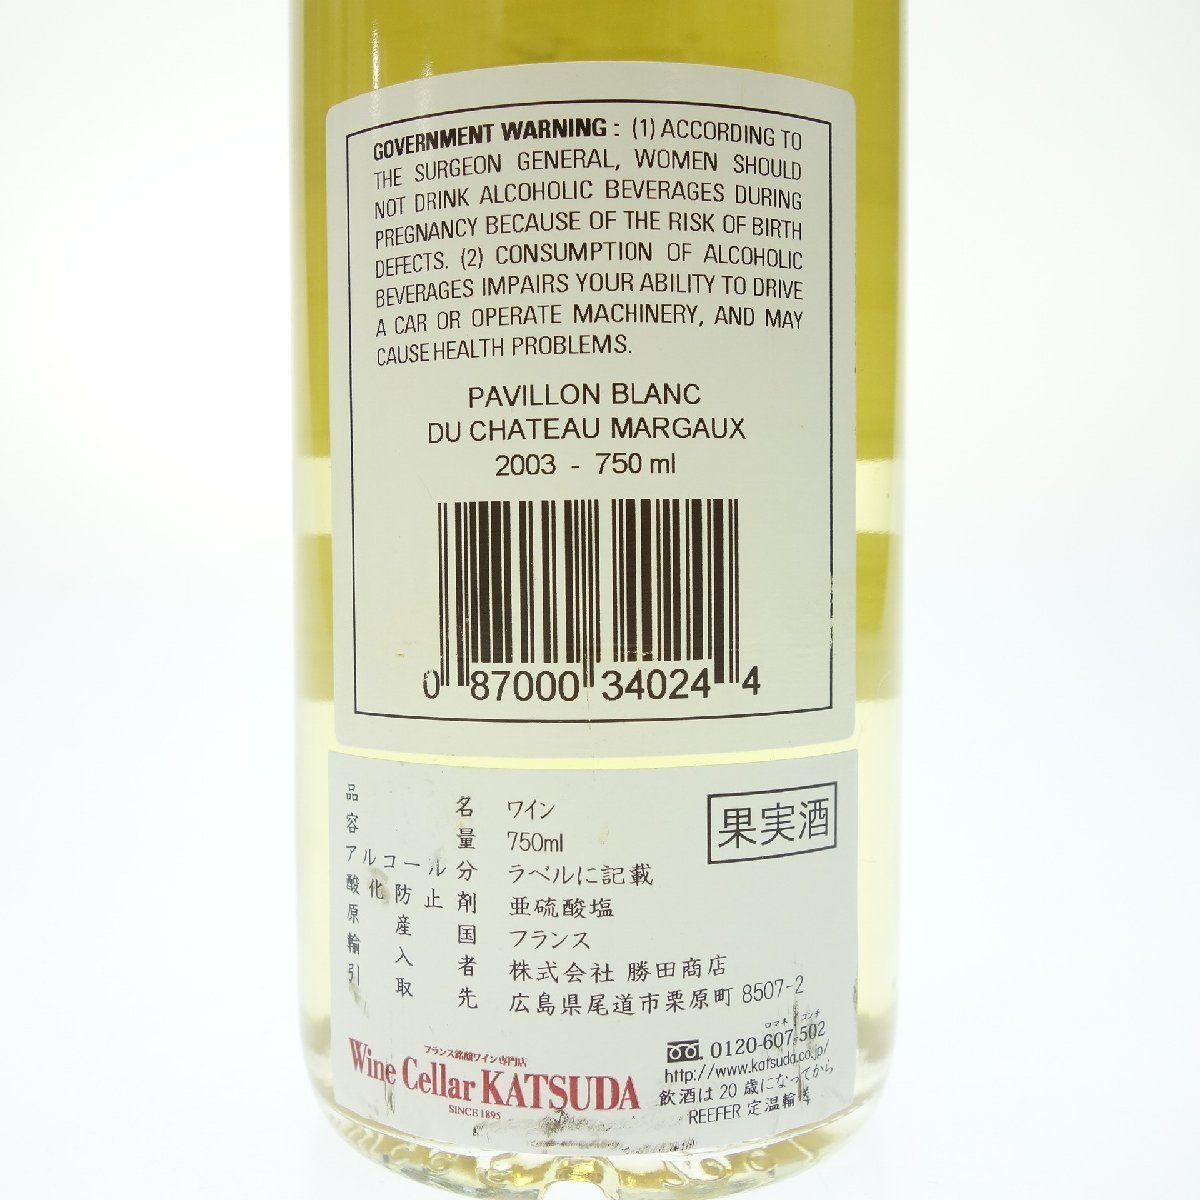 GOVERNMENT WARNING : (1) ACCORDING TO
THE SURGEON GENERAL, WOMEN SHOULD
NOT DRINK ALCOHOLIC BEVERAGES DURING
PREGNANCY BECAUSE OF THE RISK OF BIRTH
DEFECTS. (2) CONSUMPTION OF ALCOHOLIC
BEVERAGES IMPAIRS YOUR ABILITY TO DRIVE
A CAR OR OPERATE MACHINERY, AND MAY
CAUSE HEALTH PROBLEMS.
PAVILLON BLANC
DU CHATEAU MARGAUX
2003 - 750 ml
0 87000 34024 4
果実酒
品名 ワイン
容量 750ml
アルコール分 ラベルに記載
酸化防止剤 亜硫酸塩
原産国 フランス
輸入者 株式会社 勝田商店
引取先 広島県尾道市栗原町 8507-2
ロマネ コンチ
0120-607-502
http://www.katsuda.co.jp/
飲酒は20歳になってから
REEFER 定温輸送
フランス銘醸ワイン専門店
Wine Cellar KATSUDA
SINCE 1895